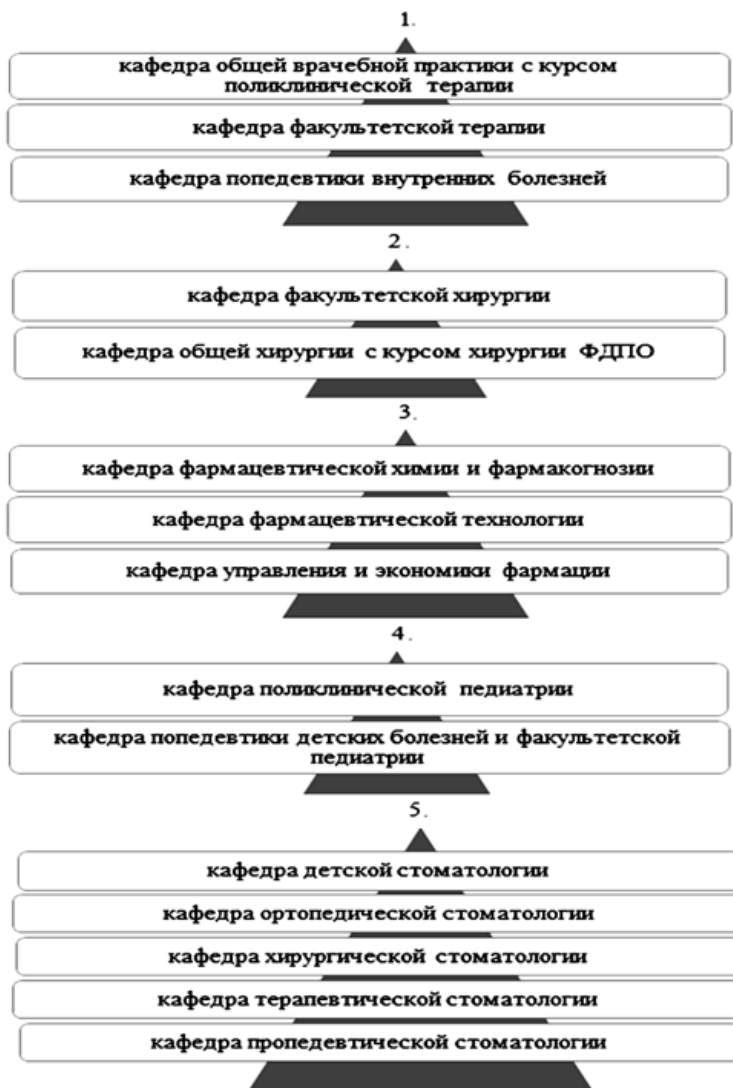 1.
кафедра общей врачебной практики с курсом
поликлинической терапии
кафедра факультетской терапии
кафедра попедевтики внутренних болезней
2.
кафедра факультетской хирургии
кафедра общей хирургии с курсом хирургии ФДПО
3.
кафедра фармацевтической химии и фармакогнозии
кафедра фармацевтической технологии
кафедра управления и экономики фармации
4.
кафедра поликлинической педиатрии
кафедра попедевтики детских болезней и факультетской
педиатрии
5.
кафедра детской стоматологии
кафедра ортопедической стоматологии
кафедра хирургической стоматологии
кафедра терапевтической стоматологии
кафедра пропедевтической стоматологии